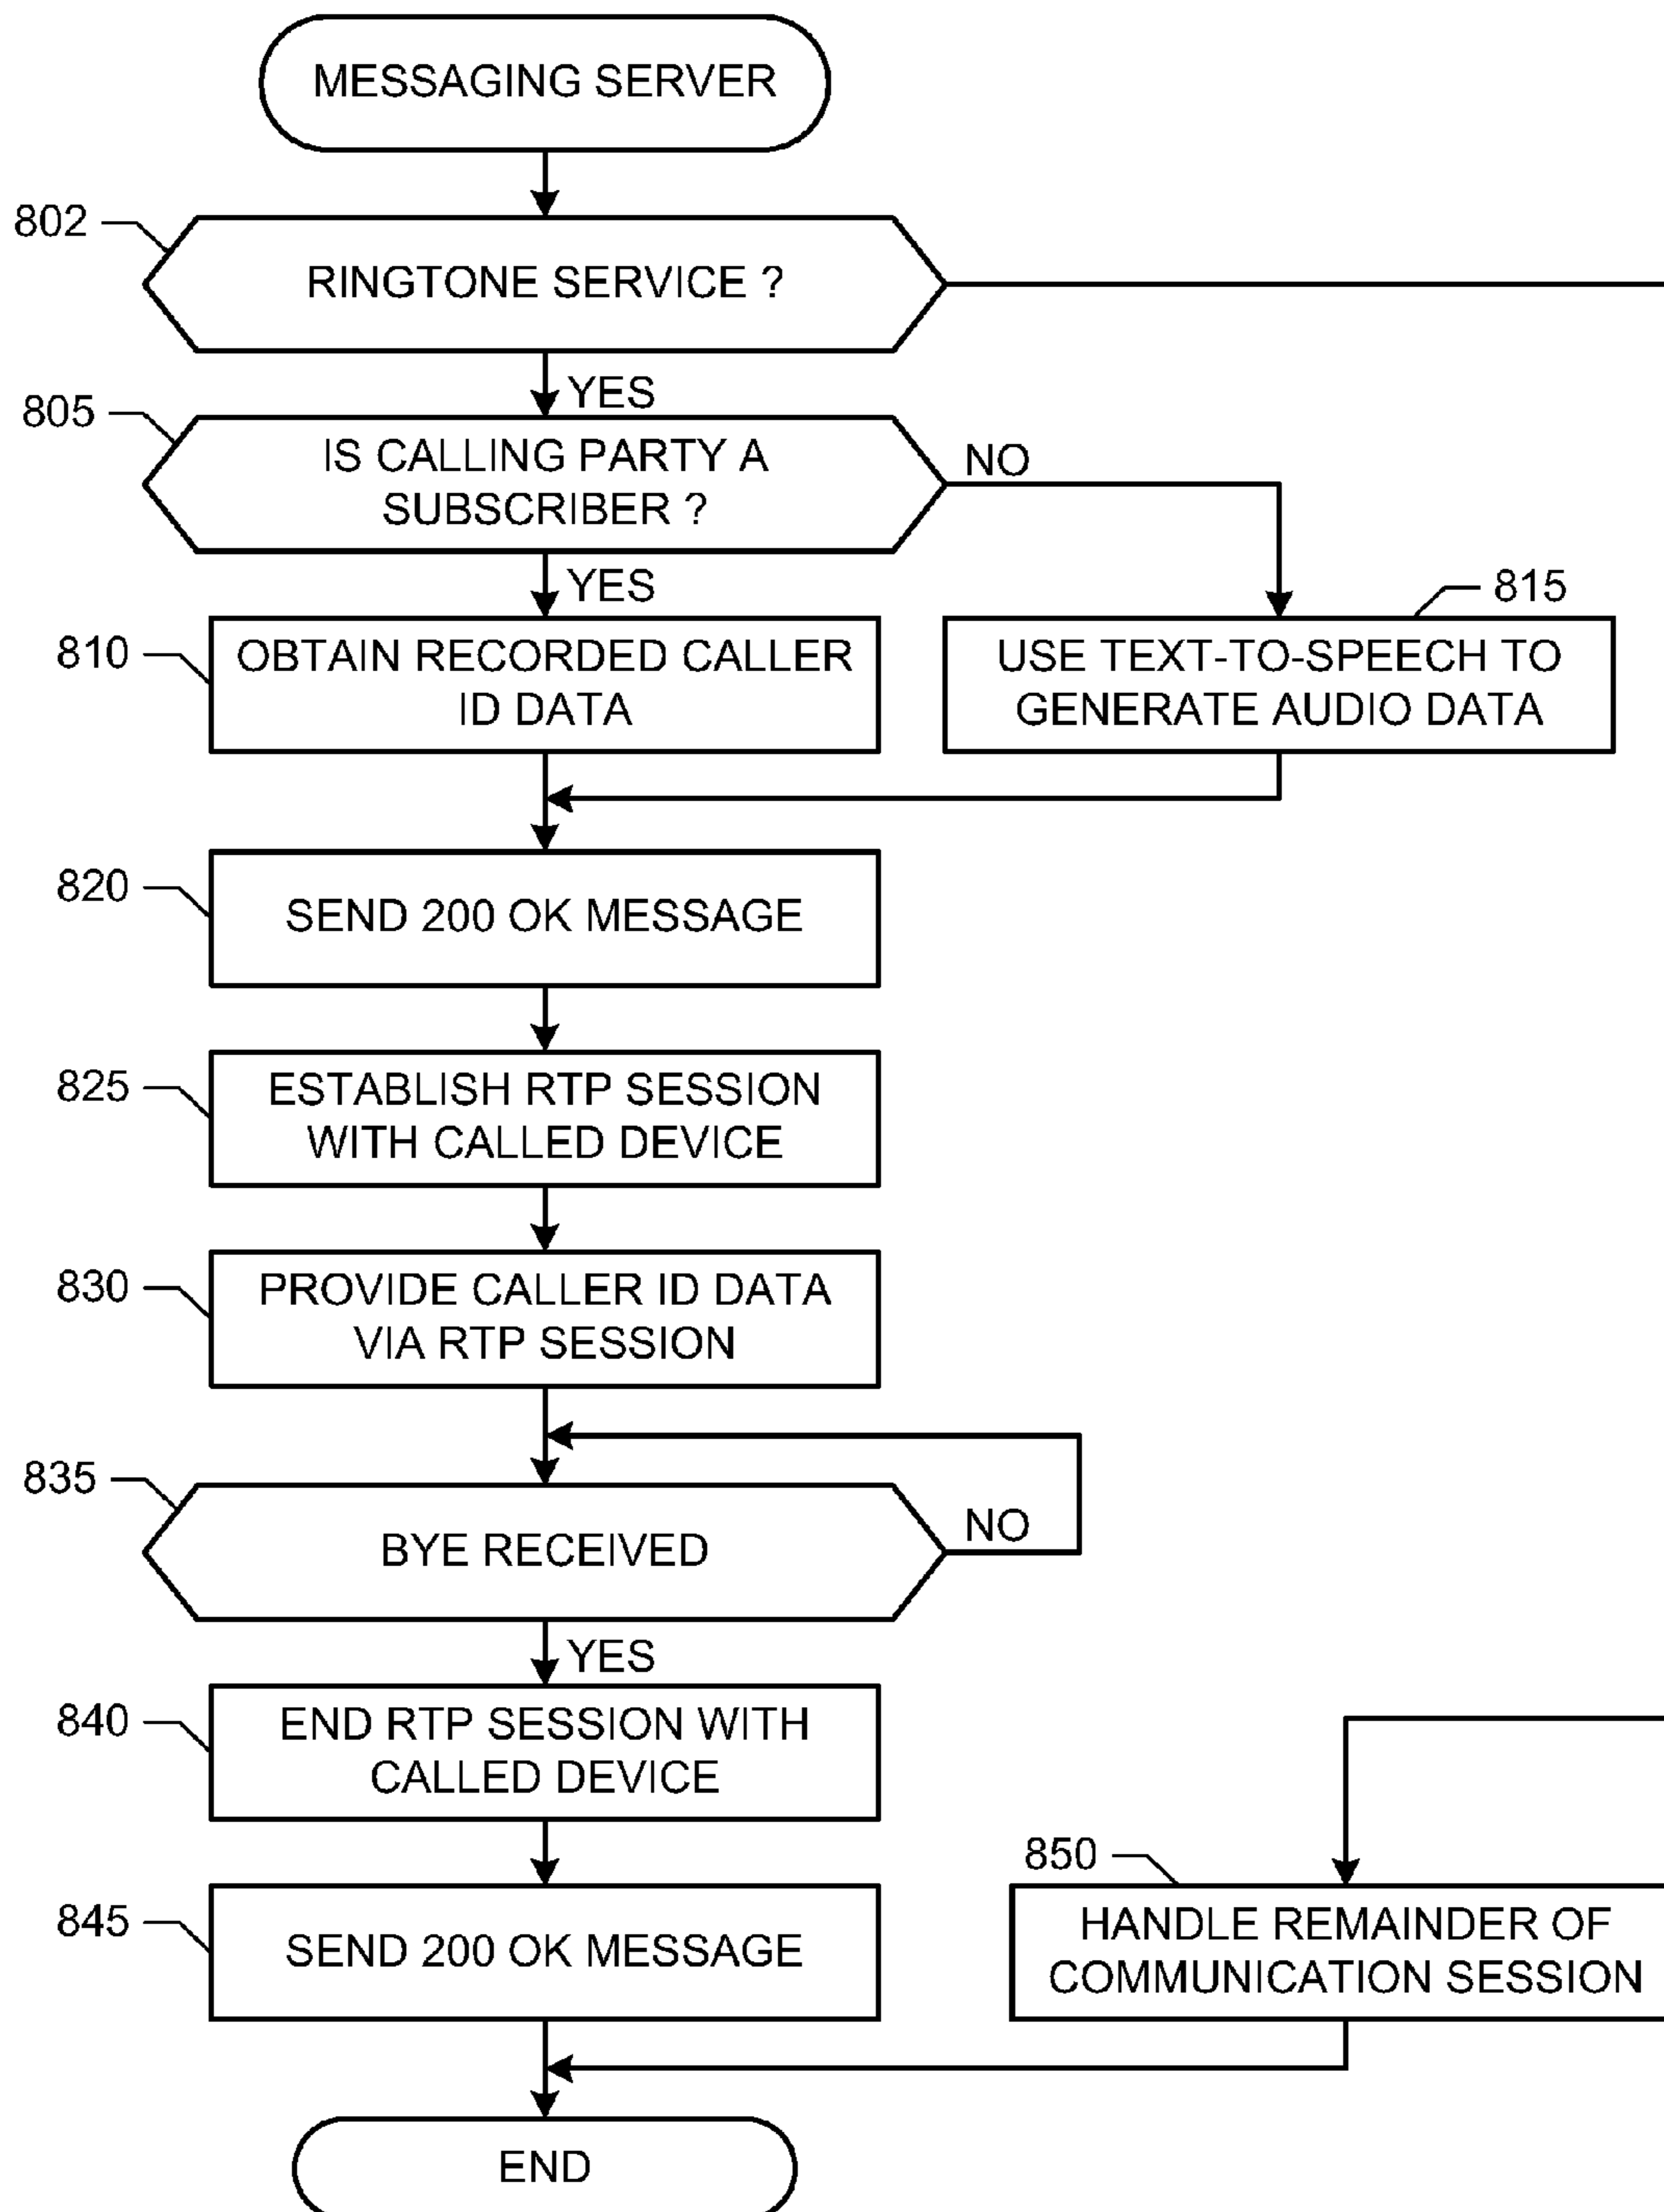 MESSAGING SERVER
802
RINGTONE SERVICE ?
YES
805
IS CALLING PARTY A
SUBSCRIBER ?
NO
YES
815
810
OBTAIN RECORDED CALLER
ID DATA
USE TEXT-TO-SPEECH TO
GENERATE AUDIO DATA
820
SEND 200 OK MESSAGE
825
ESTABLISH RTP SESSION
WITH CALLED DEVICE
830
PROVIDE CALLER ID DATA
VIA RTP SESSION
835
BYE RECEIVED
NO
YES
840
END RTP SESSION WITH
CALLED DEVICE
845
SEND 200 OK MESSAGE
850
HANDLE REMAINDER OF
COMMUNICATION SESSION
END